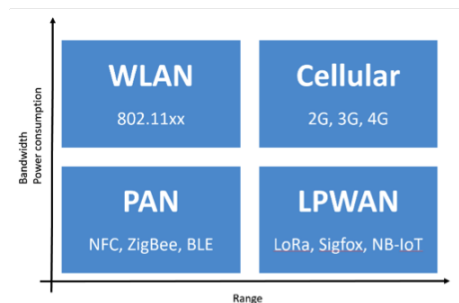 WLAN
802.11xx
Cellular
2G, 3G, 4G
Bandwidth
Power consumption
PAN
NFC, ZigBee, BLE
LPWAN
LoRa, Sigfox, NB-IoT
Range